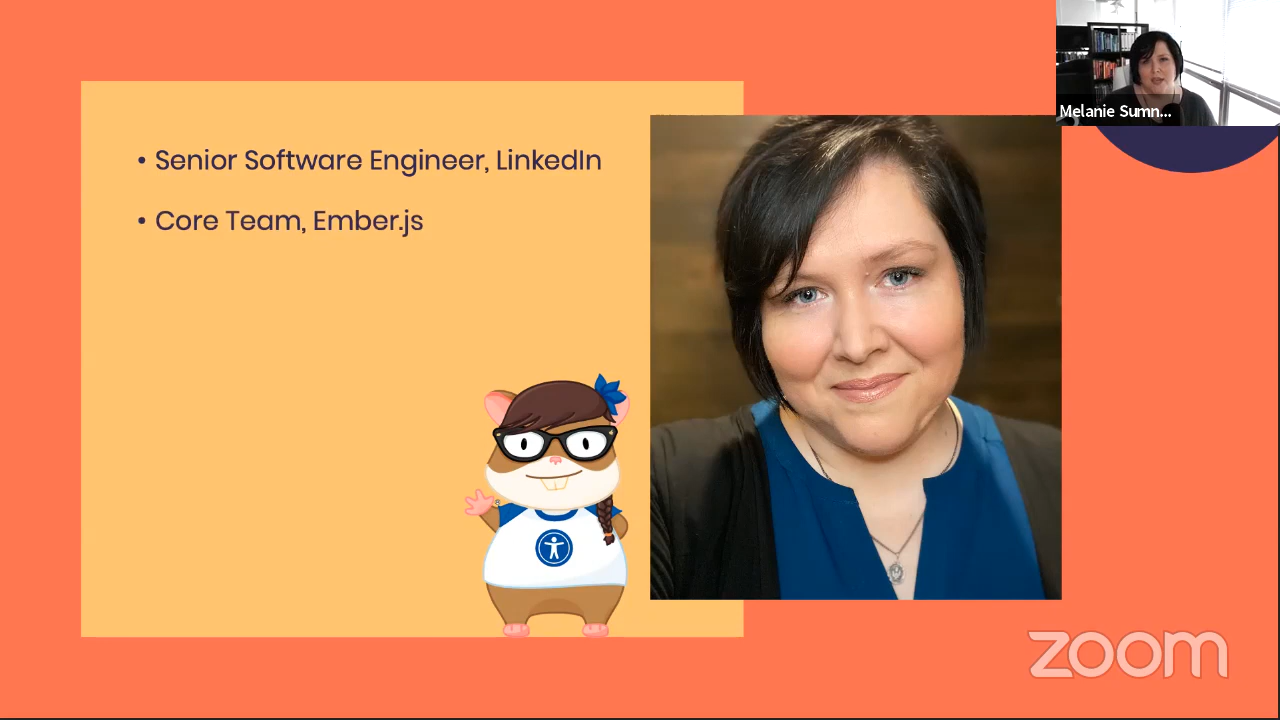 • Senior Software Engineer, LinkedIn
• Core Team, Ember.js
Melanie Sumn...
zoom